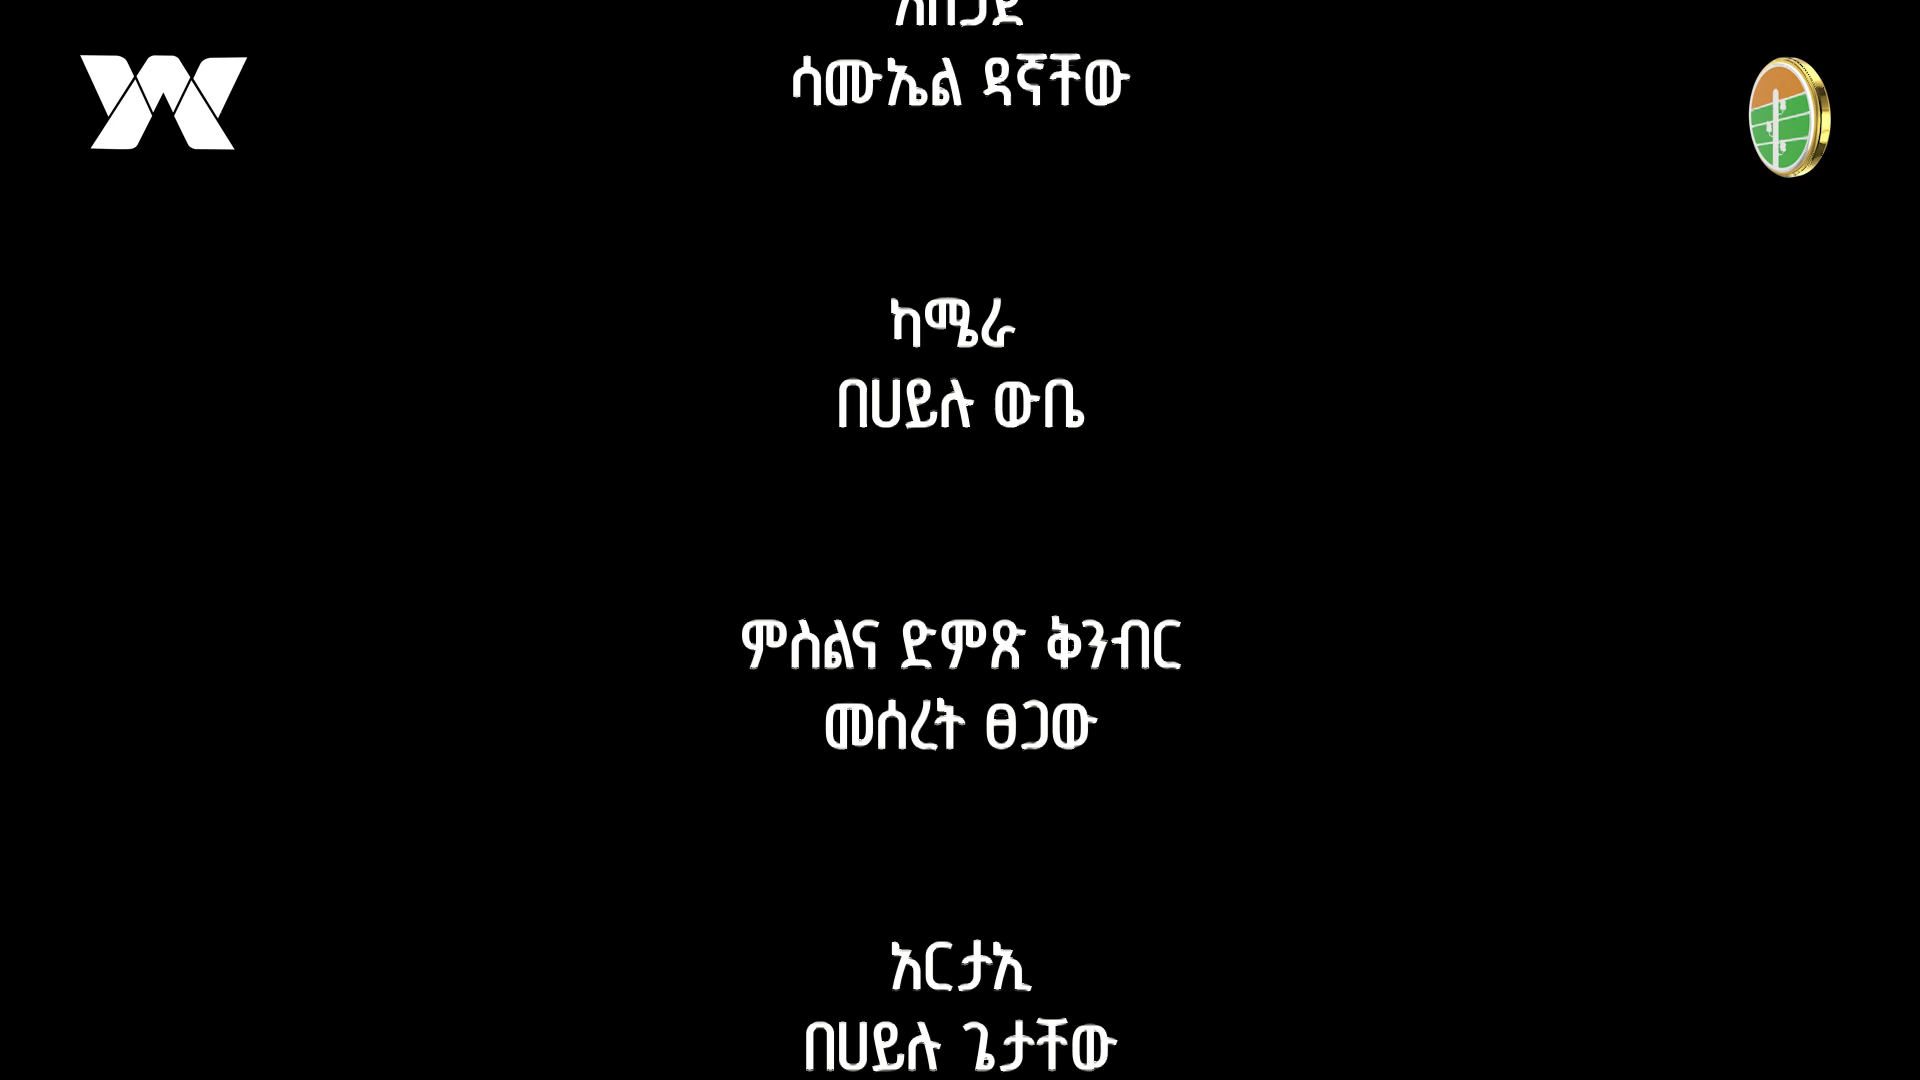 ሳሙኤል ዳኛቸው
ካሜራ
በሀይሉ ውቤ
ምስልና ድምጽ ቅንብር
መሰረት ፀጋው
አርታኢ
በሀይሉ ጌታቸው